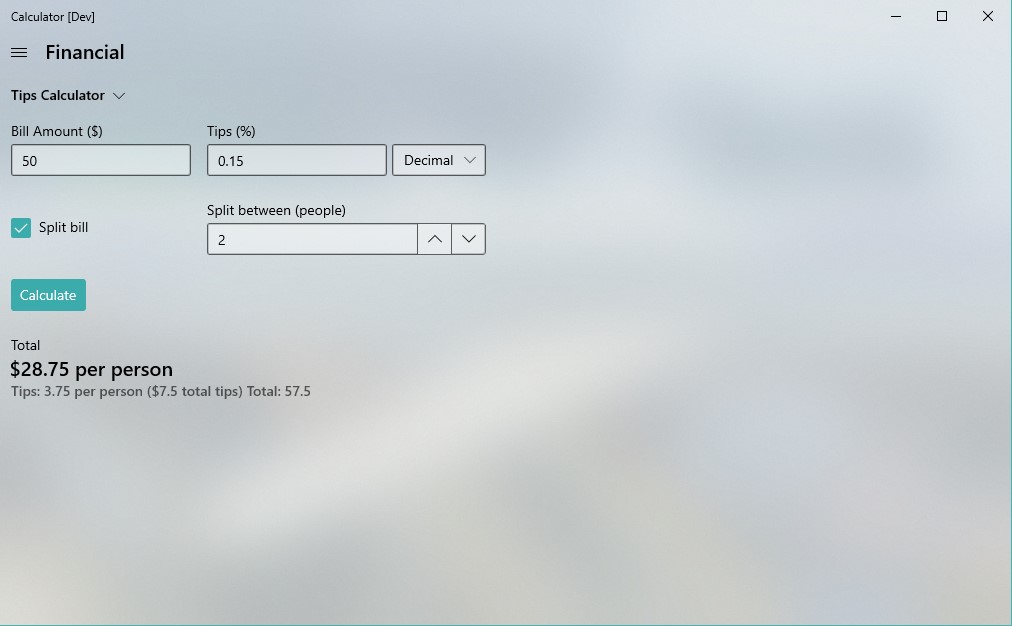 Calculator [Dev]
Financial
Tips Calculator
Bill Amount ($)
Tips (%)
50
0.15
Decimal
Split between (people)
Split bill
2
Calculate
Total
$28.75 per person
Tips: 3.75 per person ($7.5 total tips) Total: 57.5